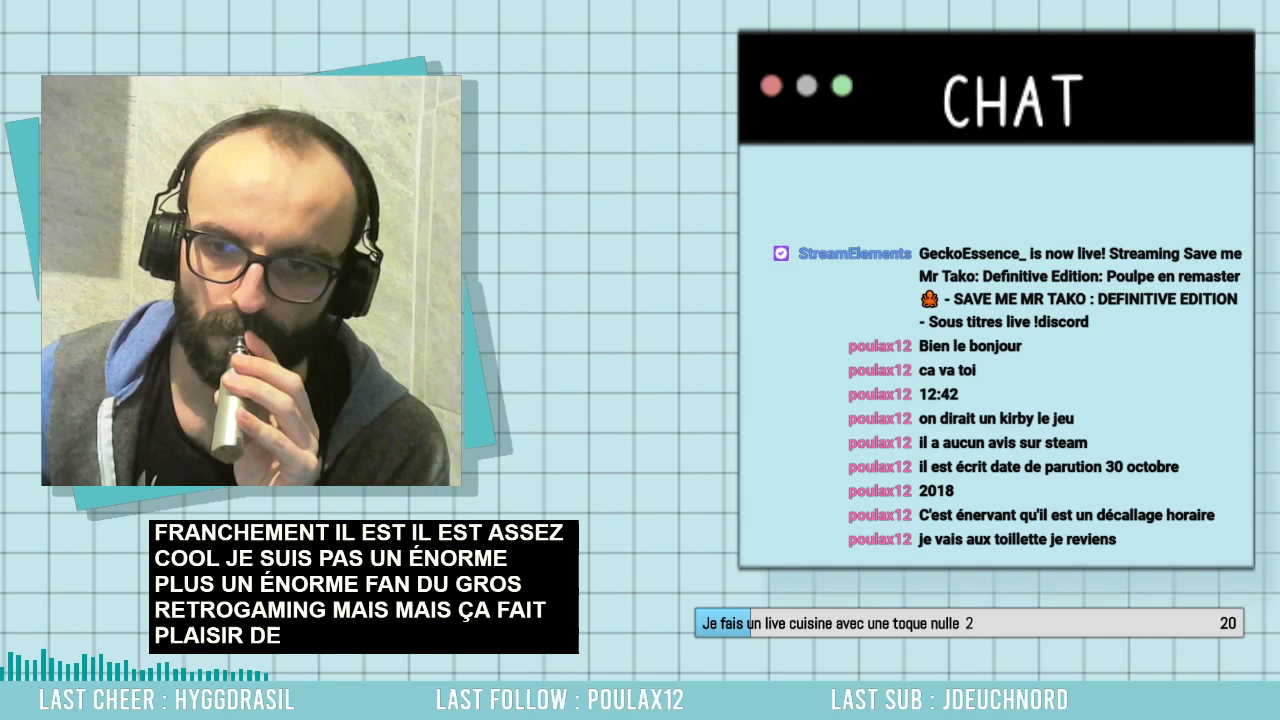 CHAT
StreamElements GeckoEssence_ is now live! Streaming Save me
Mr Tako: Definitive Edition: Poulpe en remaster
- SAVE ME MR TAKO : DEFINITIVE EDITION
- Sous titres live !discord
poulax12 Bien le bonjour
poulax12 ca va toi
poulax12 12:42
poulax12 on dirait un kirby le jeu
poulax12 il a aucun avis sur steam
poulax12 il est écrit date de parution 30 octobre
poulax12 2018
poulax12 C'est énervant qu'il est un décallage horaire
poulax12 je vais aux toillette je reviens
FRANCHEMENT IL EST IL EST ASSEZ
COOL JE SUIS PAS UN ÉNORME
PLUS UN ÉNORME FAN DU GROS
RETROGAMING MAIS MAIS ÇA FAIT
PLAISIR DE
Je fais un live cuisine avec une toque nulle 2 20
LAST CHEER : HYGGDRASIL LAST FOLLOW : POULAX12 LAST SUB : JDEUCHNORD